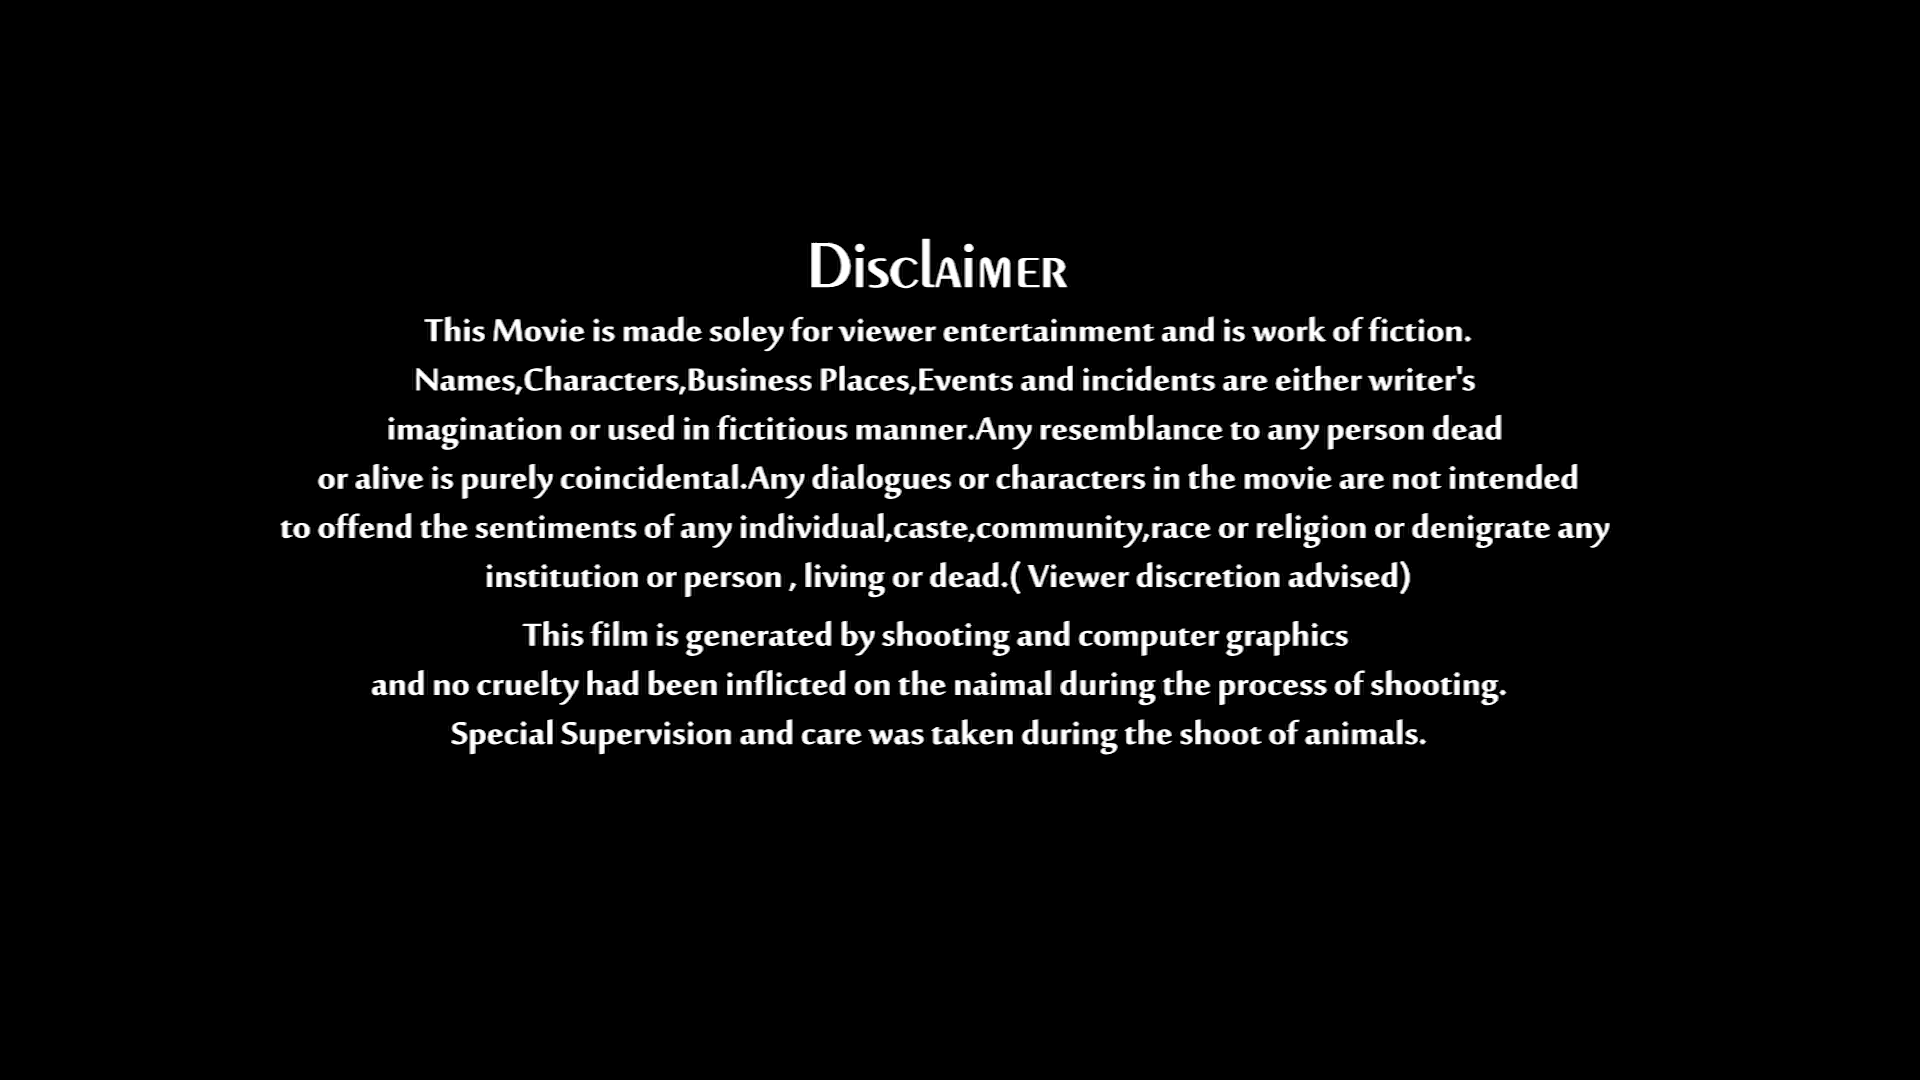 Disclaimer
This Movie is made soley for viewer entertainment and is work of fiction.
Names,Characters,Business Places,Events and incidents are either writer's
imagination or used in fictitious manner.Any resemblance to any person dead
or alive is purely coincidental.Any dialogues or characters in the movie are not intended
to offend the sentiments of any individual,caste,community,race or religion or denigrate any
institution or person , living or dead.( Viewer discretion advised)
This film is generated by shooting and computer graphics
and no cruelty had been inflicted on the naimal during the process of shooting.
Special Supervision and care was taken during the shoot of animals.